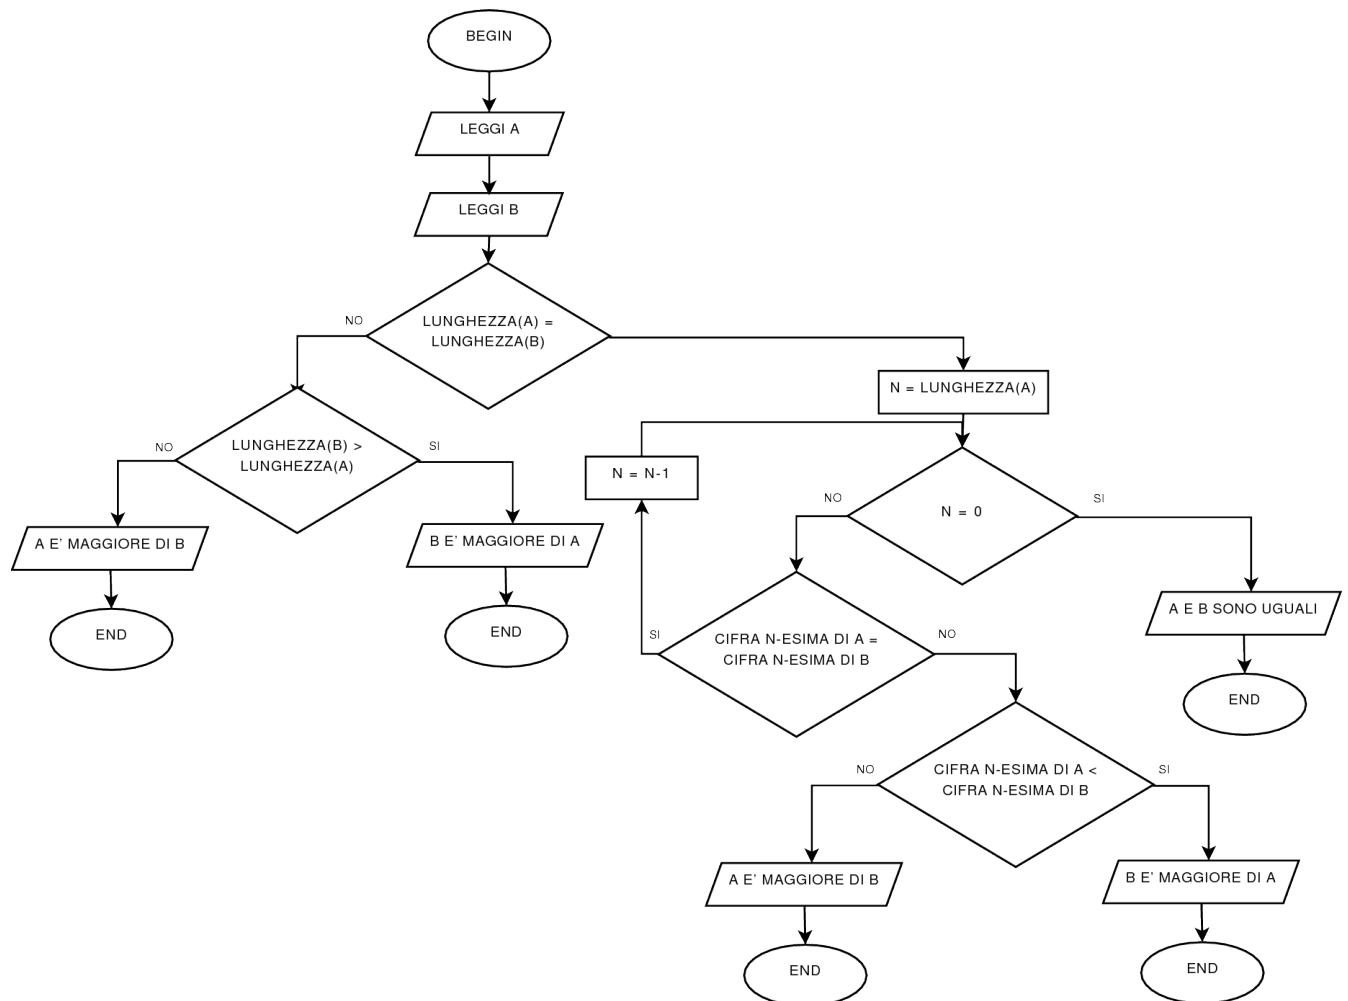 BEGIN
LEGGI A
LEGGI B
LUNGHEZZA(A) =
LUNGHEZZA(B)
NO
N = LUNGHEZZA(A)
LUNGHEZZA(B) >
LUNGHEZZA(A)
NO
SI
N = N-1
N = 0
NO
SI
A E' MAGGIORE DI B
B E' MAGGIORE DI A
END
END
A E B SONO UGUALI
END
CIFRA N-ESIMA DI A =
CIFRA N-ESIMA DI B
SI
NO
CIFRA N-ESIMA DI A <
CIFRA N-ESIMA DI B
NO
SI
A E' MAGGIORE DI B
B E' MAGGIORE DI A
END
END